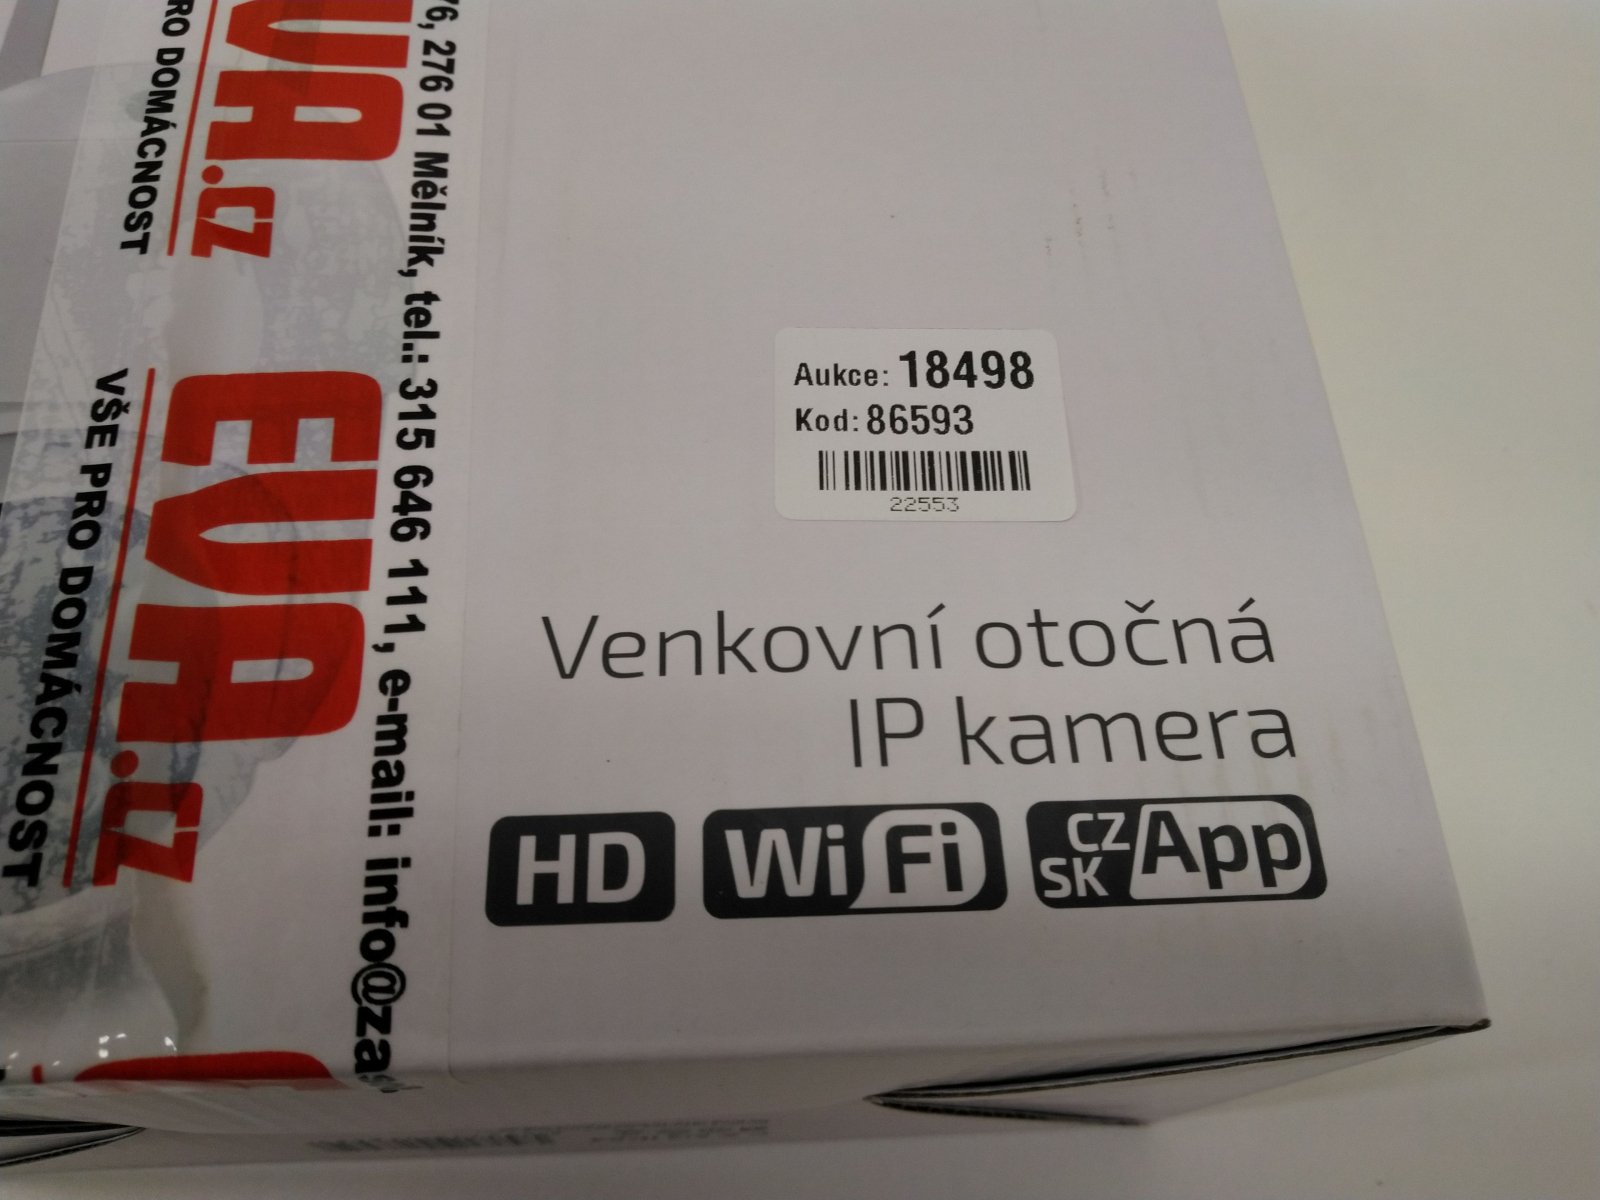 RO DOMÁCNOST
VA.cz
76, 276 01 Mělník, tel.: 315 646 111, e-mail: info@za
VŠE PRO DOMÁCNOST
EVA.cz
Aukce: 18498
Kod: 86593
22553
Venkovní otočná
IP kamera
HD
WiFi
CZ
SK
App